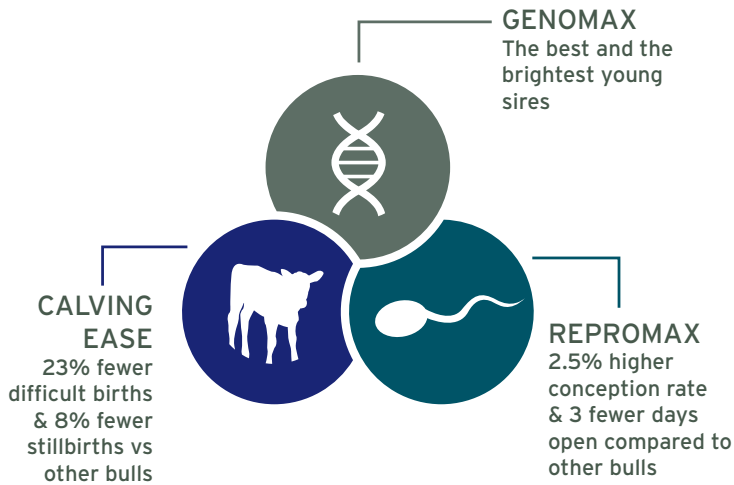 GENOMAX
The best and the
brightest young
sires
CALVING
EASE
23% fewer
difficult births
& 8% fewer
stillbirths vs
other bulls
REPROMAX
2.5% higher
conception rate
& 3 fewer days
open compared to
other bulls